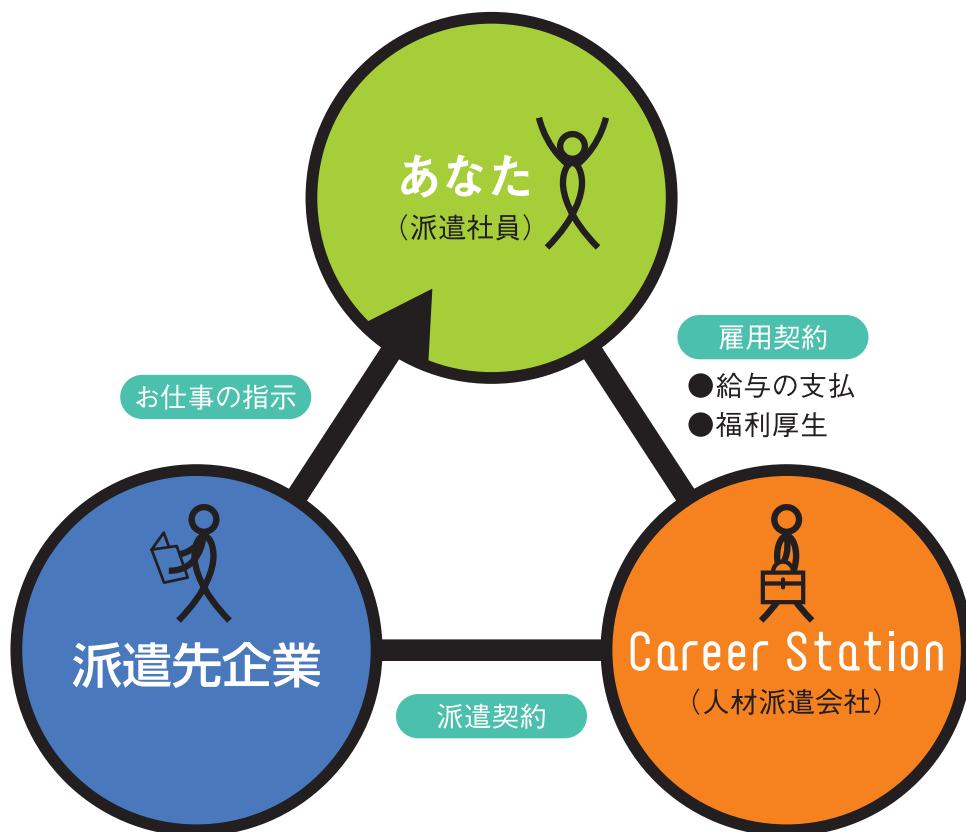 あなた
（派遣社員）
雇用契約
●給与の支払
●福利厚生
お仕事の指示
派遣先企業
Career Station
（人材派遣会社）
派遣契約